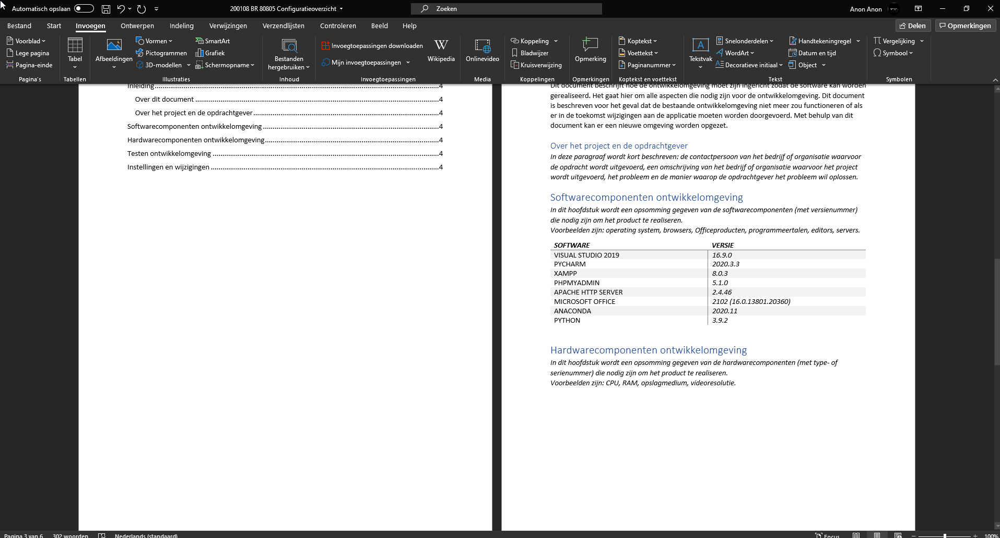 Automatisch opslaan
200108 BR 80805 Configuratieoverzicht
Zoeken
Anon Anon
Bestand Start Invoegen Ontwerpen Indeling Verwijzingen Verzendlijsten Controleren Beeld Help
Delen Opmerkingen
Voorblad
Lege pagina
Pagina-einde
Pagina's
Tabel
Tabellen
Afbeeldingen
Vormen
Pictogrammen
3D-modellen
SmartArt
Grafiek
Schermopname
Illustraties
Bestanden
hergebruiken
Inhoud
Invoegtoepassingen downloaden
Mijn invoegtoepassingen
Wikipedia
Invoegtoepassingen
Onlinevideo
Media
Koppeling
Bladwijzer
Kruisverwijzing
Koppelingen
Opmerking
Opmerkingen
Koptekst
Voettekst
Paginanummer
Koptekst en voettekst
Tekstvak
Snelonderdelen
WordArt
Decoratieve initiaal
Handtekeningregel
Datum en tijd
Object
Tekst
Vergelijking
Symbool
Symbolen
Inleiding 4
Over dit document 4
Over het project en de opdrachtgever 4
Softwarecomponenten ontwikkelomgeving 4
Hardwarecomponenten ontwikkelomgeving 4
Testen ontwikkelomgeving 4
Instellingen en wijzigingen 4
Dit document beschrijft hoe de ontwikkelomgeving moet zijn ingericht zodat de software kan worden
gerealiseerd. Het gaat hier om alle aspecten die nodig zijn voor de ontwikkelomgeving. Dit document
is beschreven voor het geval dat de bestaande ontwikkelomgeving niet meer zou functioneren of als
er in de toekomst wijzigingen aan de applicatie moeten worden doorgevoerd. Met behulp van dit
document kan er een nieuwe omgeving worden opgezet.
Over het project en de opdrachtgever
In deze paragraaf wordt kort beschreven: de contactpersoon van het bedrijf of organisatie waarvoor
de opdracht wordt uitgevoerd, een omschrijving van het bedrijf of organisatie waarvoor het project
wordt uitgevoerd, het probleem en de manier waarop de opdrachtgever het probleem wil oplossen.
Softwarecomponenten ontwikkelomgeving
In dit hoofdstuk wordt een opsomming gegeven van de softwarecomponenten (met versienummer)
die nodig zijn om het product te realiseren.
Voorbeelden zijn: operating system, browsers, Officeproducten, programmeertalen, editors, servers.
SOFTWARE VERSIE
VISUAL STUDIO 2019 16.9.0
PYCHARM 2020.3.3
XAMPP 8.0.3
PHPMYADMIN 5.1.0
APACHE HTTP SERVER 2.4.46
MICROSOFT OFFICE 2102 (16.0.13801.20360)
ANACONDA 2020.11
PYTHON 3.9.2
Hardwarecomponenten ontwikkelomgeving
In dit hoofdstuk wordt een opsomming gegeven van de hardwarecomponenten (met type- of
serienummer) die nodig zijn om het product te realiseren.
Voorbeelden zijn: CPU, RAM, opslagmedium, videoresolutie.
Pagina 3 van 6 302 woorden Nederlands (standaard) Focus 100%